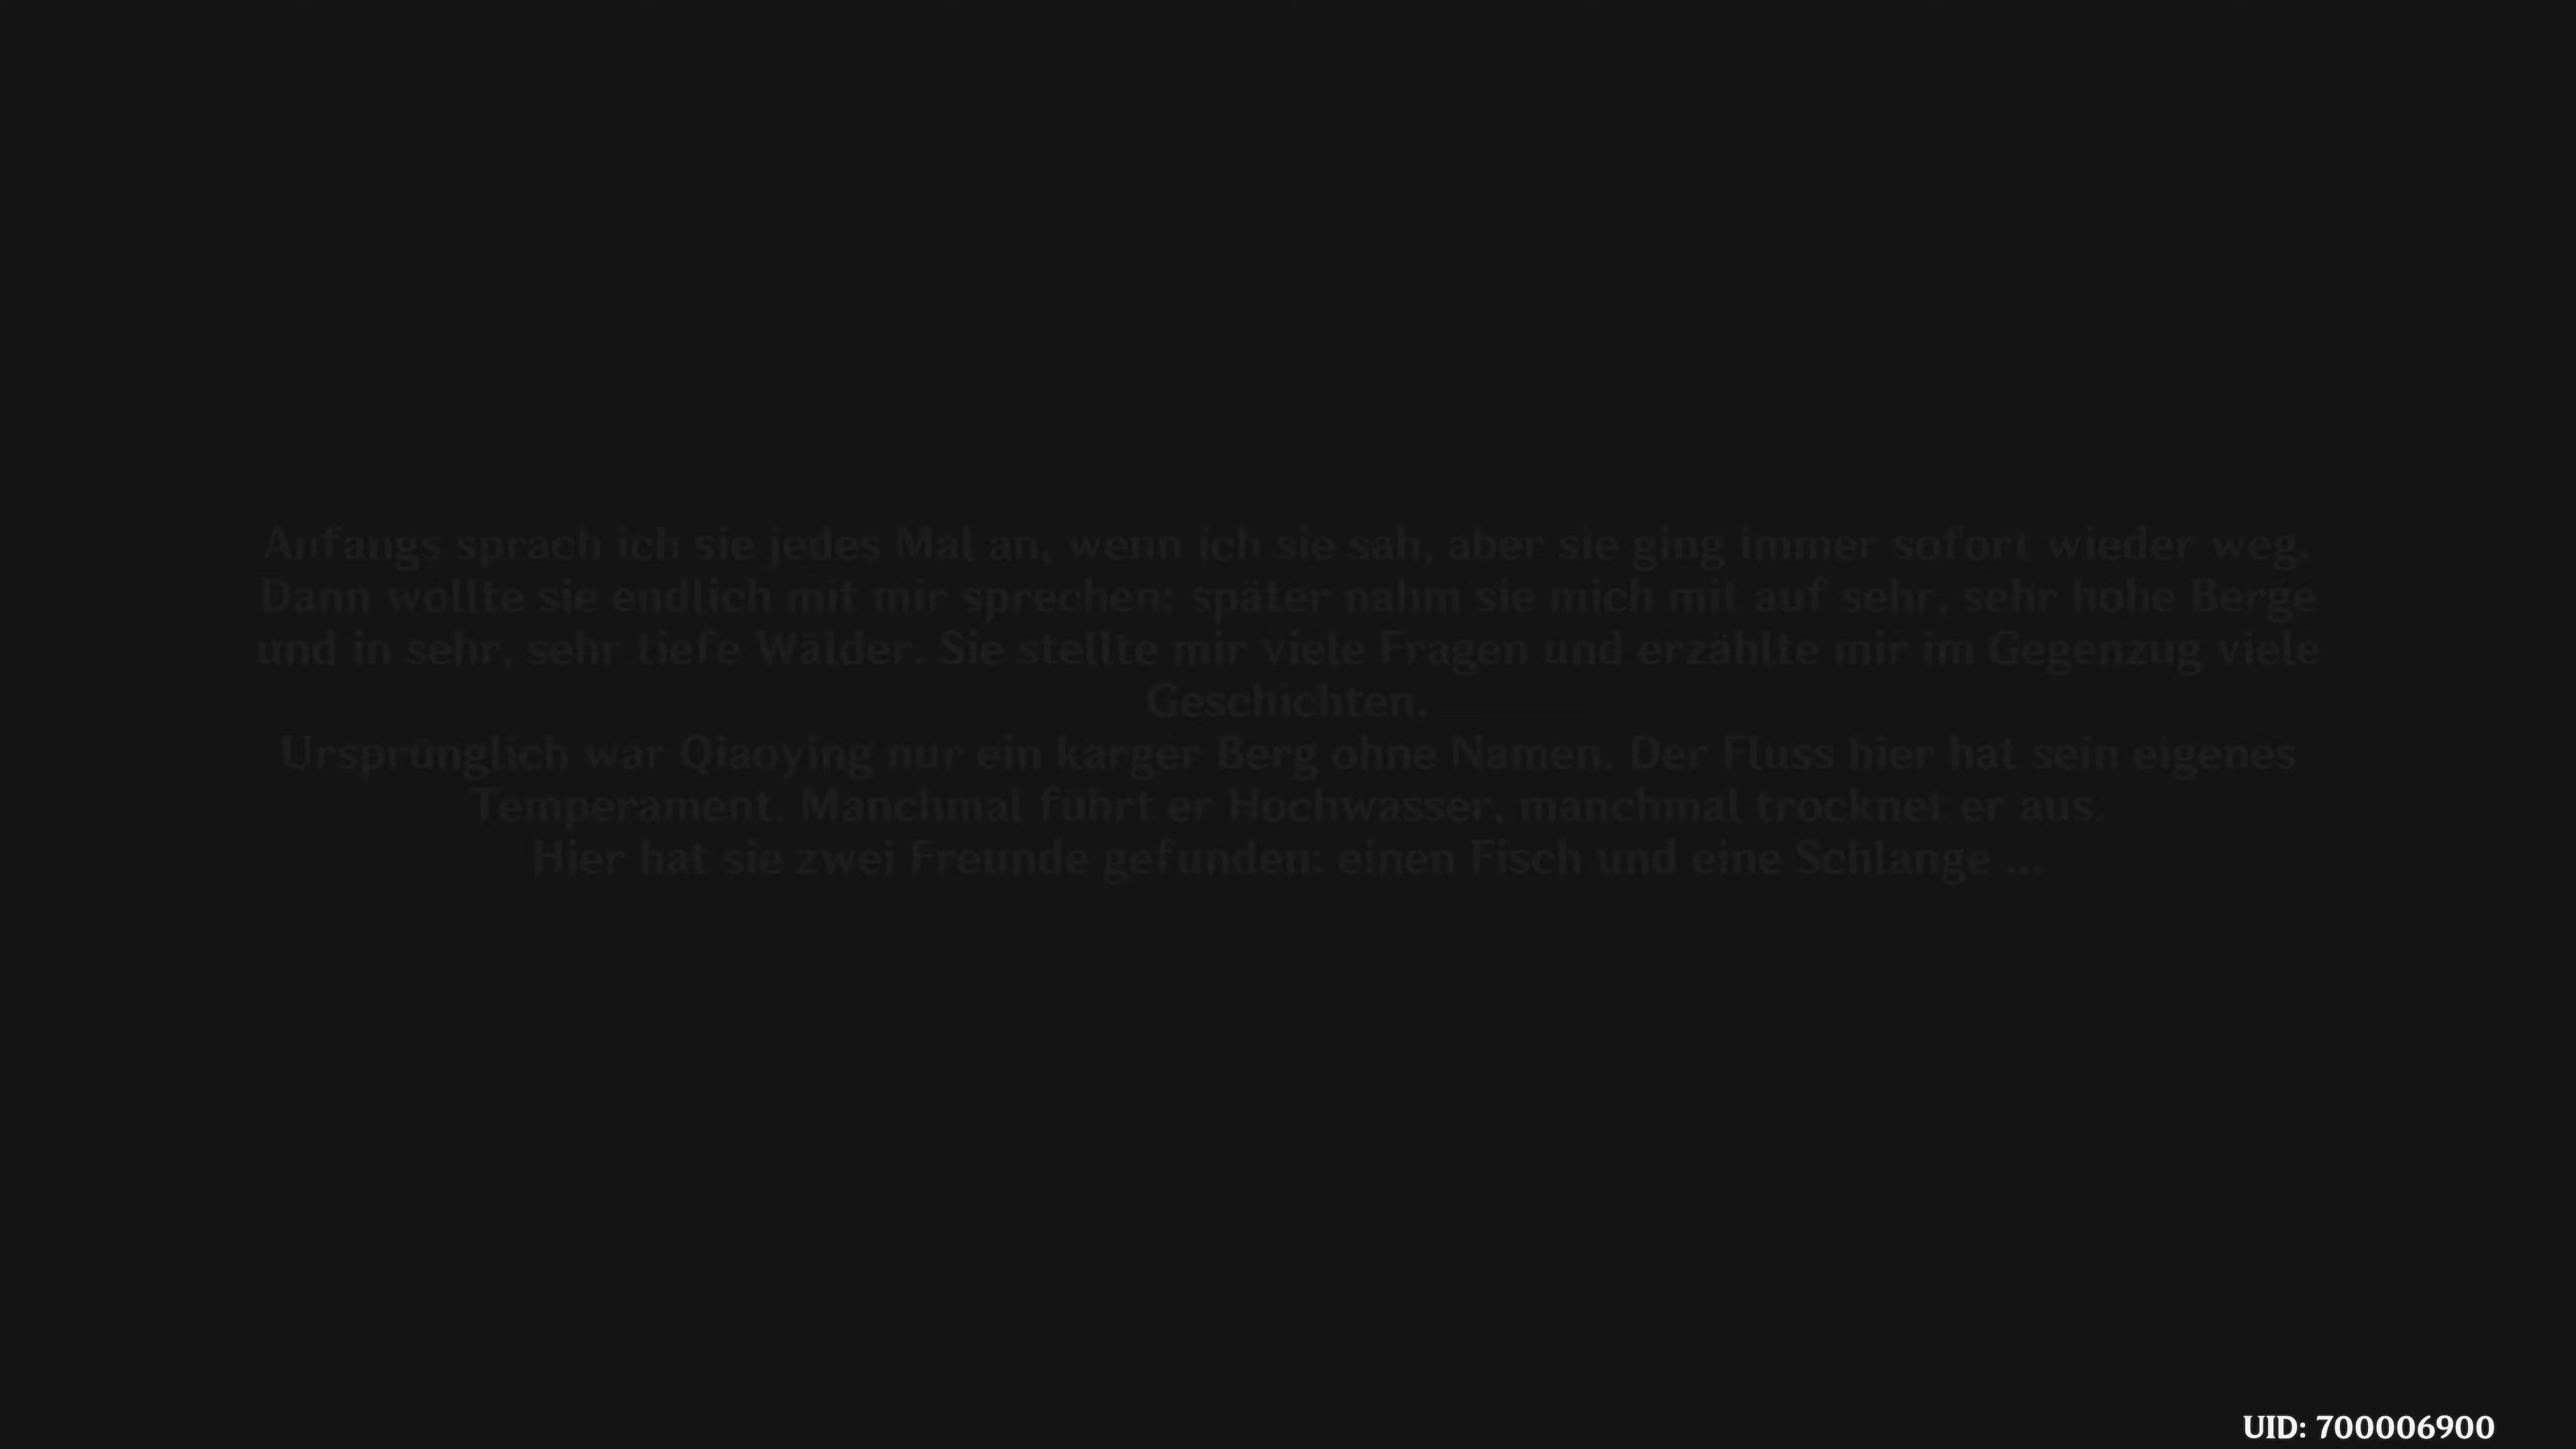 Anfangs sprach ich sie jedes Mal an, wenn ich sie sah, aber sie ging immer sofort wieder weg.
Dann wollte sie endlich mit mir sprechen: später nahm sie mich mit auf sehr, sehr hohe Berge
und in sehr, sehr tiefe Wälder. Sie stellte mir viele Fragen und erzählte mir im Gegenzug viele
Geschichten.
Ursprünglich war Qiaoying nur ein karger Berg ohne Namen. Der Fluss hier hat sein eigenes
Temperament. Manchmal führt er Hochwasser, manchmal trocknet er aus.
Hier hat sie zwei Freunde gefunden: einen Fisch und eine Schlange ...
UID: 700006900